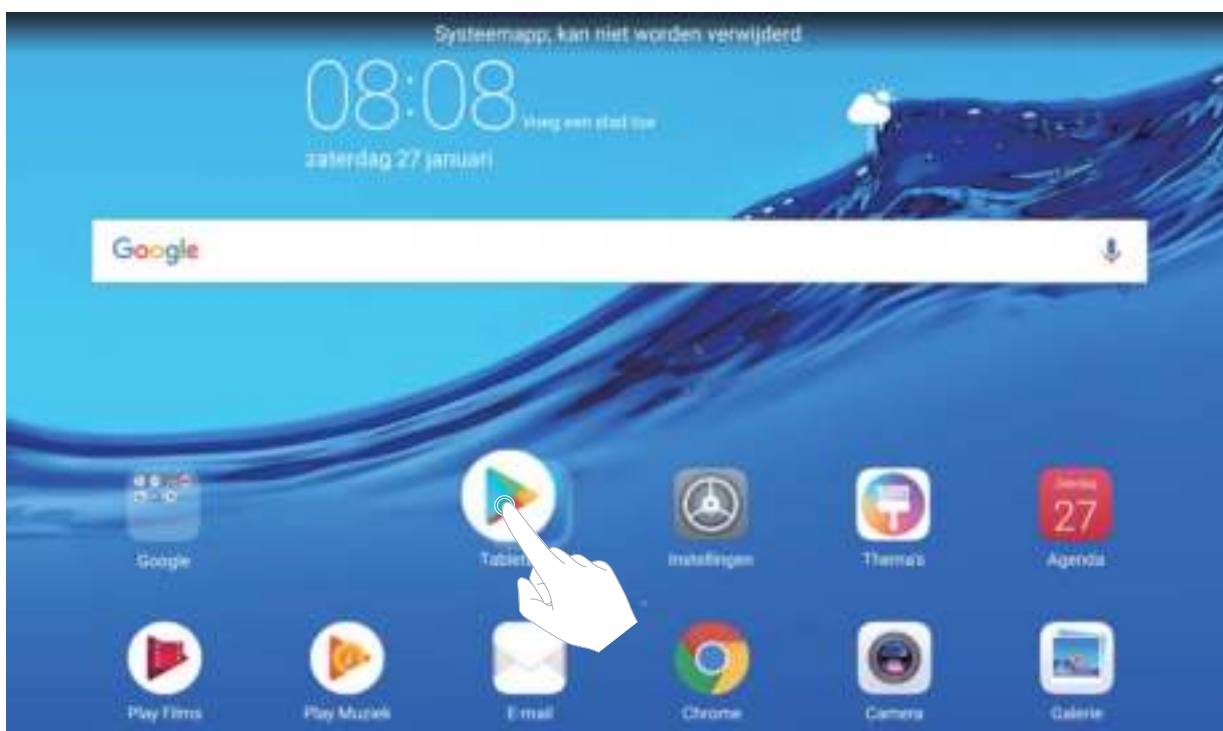 Systeemapp, kan niet worden verwijderd
08:08
Voeg een stad toe
zaterdag 27 januari
Google
27
Google
Tablet
Instellingen
Thema's
Agenda
Play Films
Play Muziek
E-mail
Chrome
Camera
Galerie